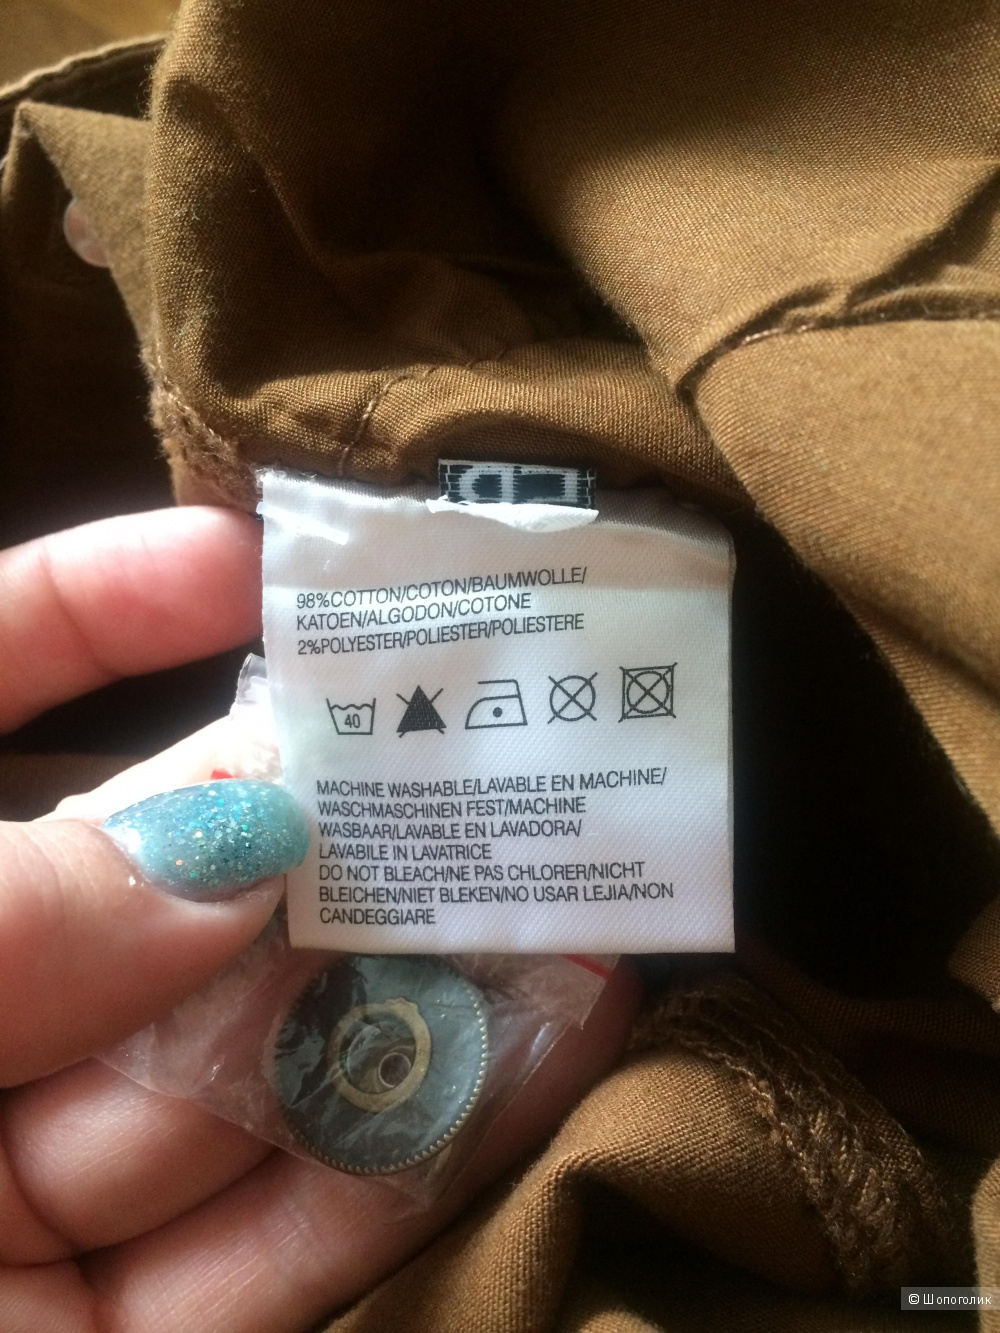 98%COTTON/COTON/BAUMWOLLE/
KATOEN/ALGODON/COTONE
2%POLYESTER/POLIESTER/POLIESTERE
40
MACHINE WASHABLE/LAVABLE EN MACHINE/
WASCHMASCHINEN FEST/MACHINE
WASBAAR/LAVABLE EN LAVADORA/
LAVABILE IN LAVATRICE
DO NOT BLEACH/NE PAS CHLORER/NICHT
BLEICHEN/NIET BLEKEN/NO USAR LEJIA/NON
CANDEGGIARE
© Шопоголик